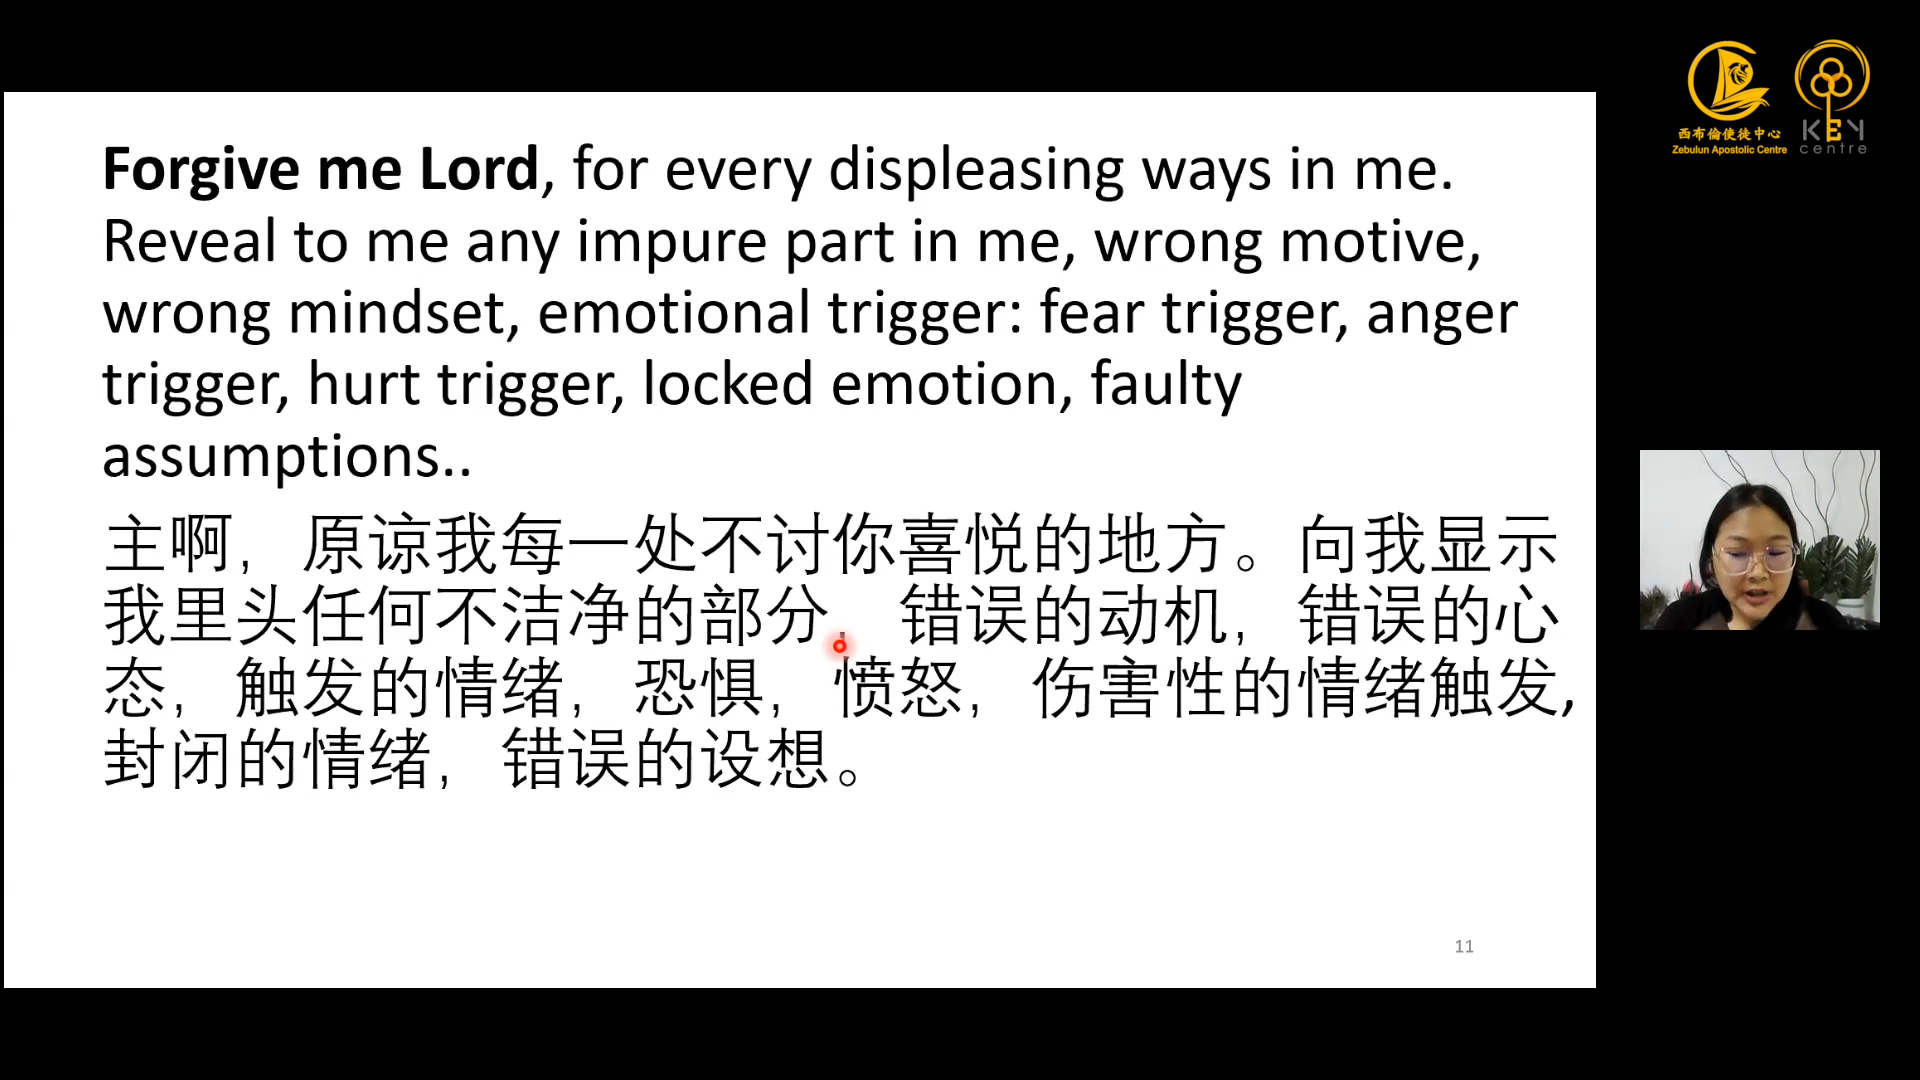 Forgive me Lord, for every displeasing ways in me.
Reveal to me any impure part in me, wrong motive,
wrong mindset, emotional trigger: fear trigger, anger
trigger, hurt trigger, locked emotion, faulty
assumptions..
主啊，原谅我每一处不讨你喜悦的地方。向我显示
我里头任何不洁净的部分，错误的动机，错误的心
态，触发的情绪，恐惧，愤怒，伤害性的情绪触发，
封闭的情绪，错误的设想。
11
西布倫使徒中心
Zebulun Apostolic Centre
KEY
centre